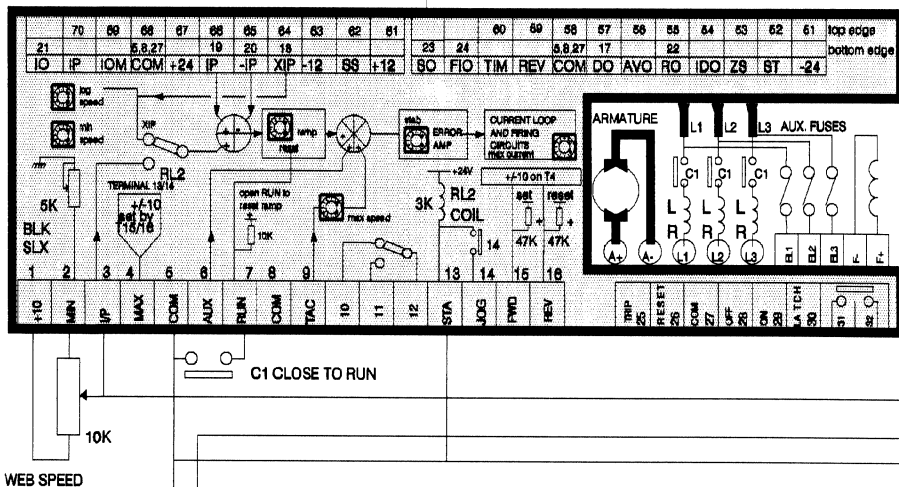 70 69 68 67 66 65 64 63 62 61 60 59 58 57 56 55 54 53 52 51 top edge
21 5,8,27 19 20 18 23 24 5,8,27 17 22 bottom edge
IO IP IOM COM +24 IP -IP XIP -12 SS +12 SO FIO TIM REV COM DO AVO RO IDO ZS ST -24
jog speed
min speed
XIP
RL2
ramp
reset
stab
ERROR AMP
CURRENT LOOP
AND FIRING
CIRCUITS
max current
ARMATURE
L1 L2 L3 AUX. FUSES
C1 C1 C1
+24V
+/-10 on T4
TERMINAL 13/14
+/-10
set by
T15/16
open RUN to
reset ramp
10K
max speed
3K
RL2
COIL
14
set reset
47K 47K
5K
BLK
SLX
L L L
R R R
A+ A- L1 L2 L3 EL1 EL2 EL3 F- F+
1 2 3 4 5 6 7 8 9 10 11 12 13 14 15 16
+10 MIN I/P MAX COM AUX RUN COM TAC STA JOG FWD REV
TRIP 25
RESET 26
COM 27
OFF 28
ON 29
LATCH 30
31 32
C1 CLOSE TO RUN
10K
WEB SPEED